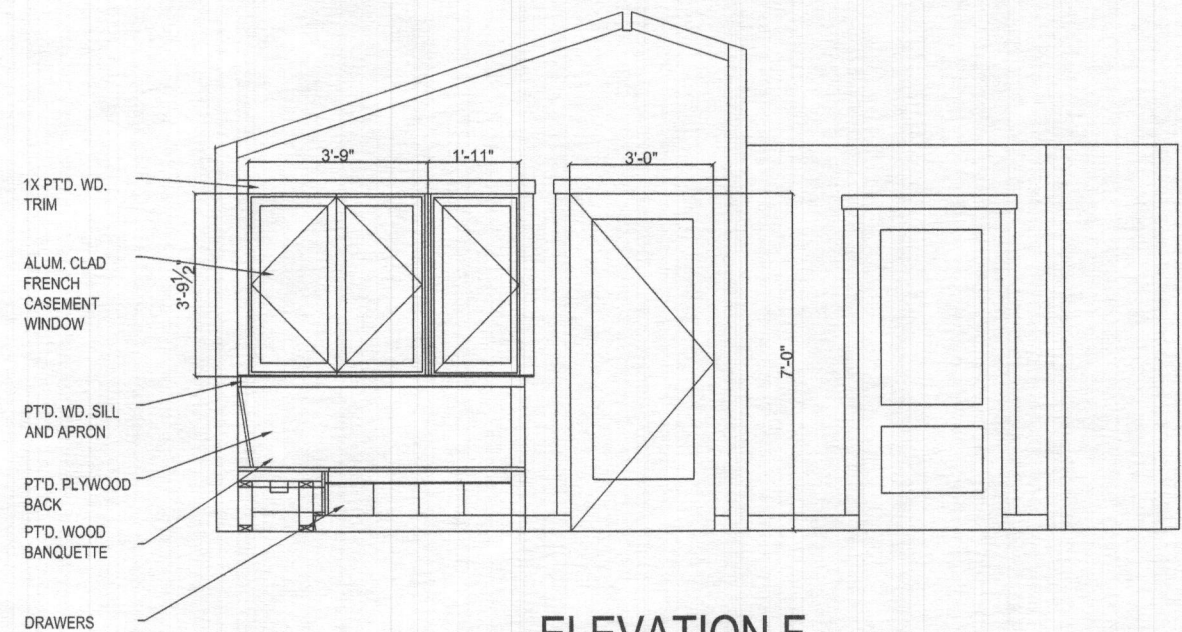 3'-9" 1'-11" 3'-0"
1X PT'D. WD.
TRIM
ALUM. CLAD
FRENCH
CASEMENT
WINDOW
3'-9½"
7'-0"
PT'D. WD. SILL
AND APRON
PT'D. PLYWOOD
BACK
PT'D. WOOD
BANQUETTE
DRAWERS